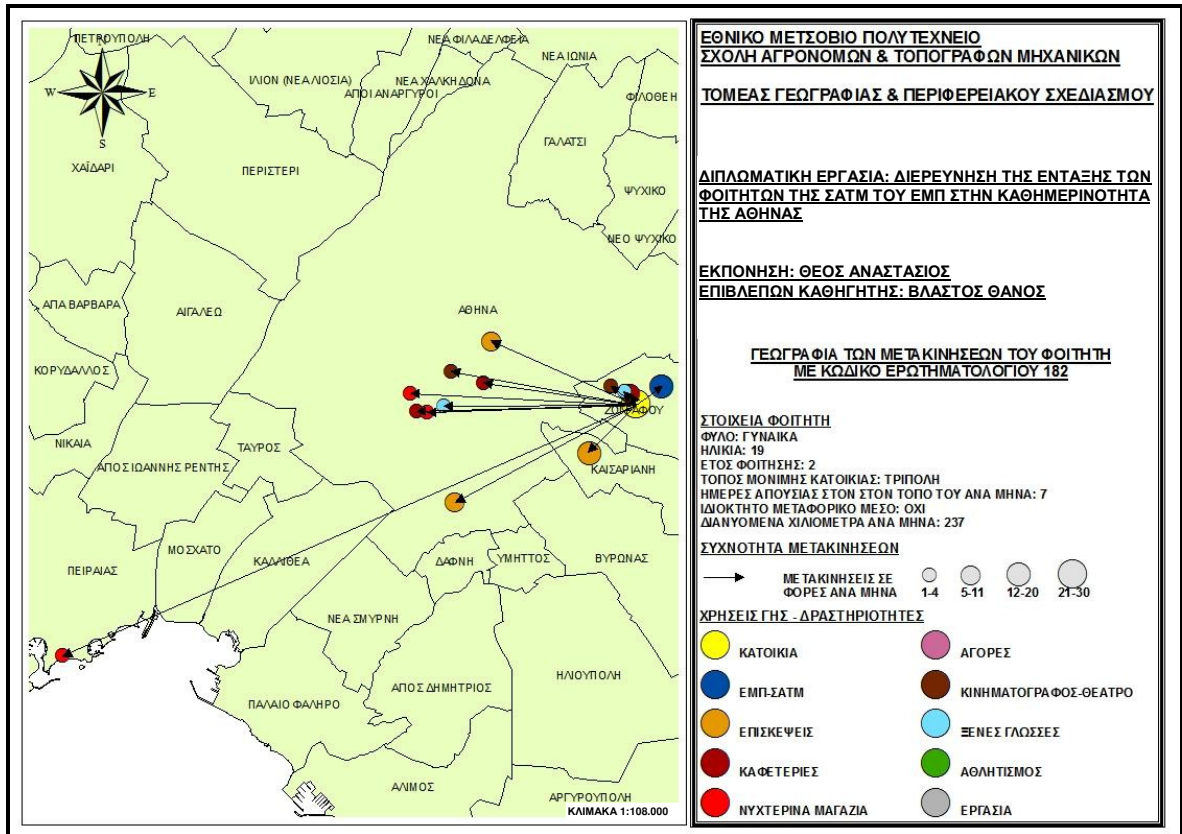 ΠΕΤΡΟΥΠΟΛΗ
ΝΕΑ ΦΙΛΑΔΕΛΦΕΙΑ
ΝΕΑ ΙΩΝΙΑ
N
ΙΛΙΟΝ (ΝΕΑ ΛΙΟΣΙΑ)
ΝΕΑ ΧΑΛΚΗΔΟΝΑ
ΑΓΙΟΙ ΑΝΑΡΓΥΡΟΙ
W
E
ΦΙΛΟΘΕΗ
S
ΓΑΛΑΤΣΙ
ΧΑΪΔΑΡΙ
ΠΕΡΙΣΤΕΡΙ
ΨΥΧΙΚΟ
ΝΕΟ ΨΥΧΙΚΟ
ΑΓΙΑ ΒΑΡΒΑΡΑ
ΑΙΓΑΛΕΩ
ΑΘΗΝΑ
ΚΟΡΥΔΑΛΛΟΣ
ΖΩΓΡΑΦΟΥ
ΝΙΚΑΙΑ
ΤΑΥΡΟΣ
ΑΓΙΟΣ ΙΩΑΝΝΗΣ ΡΕΝΤΗΣ
ΚΑΙΣΑΡΙΑΝΗ
ΜΟΣΧΑΤΟ
ΚΑΛΛΙΘΕΑ
ΔΑΦΝΗ
ΥΜΗΤΤΟΣ
ΒΥΡΩΝΑΣ
ΠΕΙΡΑΙΑΣ
ΝΕΑ ΣΜΥΡΝΗ
ΗΛΙΟΥΠΟΛΗ
ΑΓΙΟΣ ΔΗΜΗΤΡΙΟΣ
ΠΑΛΑΙΟ ΦΑΛΗΡΟ
ΑΛΙΜΟΣ
ΑΡΓΥΡΟΥΠΟΛΗ
ΚΛΙΜΑΚΑ 1:108.000
ΕΘΝΙΚΟ ΜΕΤΣΟΒΙΟ ΠΟΛΥΤΕΧΝΕΙΟ
ΣΧΟΛΗ ΑΓΡΟΝΟΜΩΝ & ΤΟΠΟΓΡΑΦΩΝ ΜΗΧΑΝΙΚΩΝ
ΤΟΜΕΑΣ ΓΕΩΓΡΑΦΙΑΣ & ΠΕΡΙΦΕΡΕΙΑΚΟΥ ΣΧΕΔΙΑΣΜΟΥ
ΔΙΠΛΩΜΑΤΙΚΗ ΕΡΓΑΣΙΑ: ΔΙΕΡΕΥΝΗΣΗ ΤΗΣ ΕΝΤΑΞΗΣ ΤΩΝ
ΦΟΙΤΗΤΩΝ ΤΗΣ ΣΑΤΜ ΤΟΥ ΕΜΠ ΣΤΗΝ ΚΑΘΗΜΕΡΙΝΟΤΗΤΑ
ΤΗΣ ΑΘΗΝΑΣ
ΕΚΠΟΝΗΣΗ: ΘΕΟΣ ΑΝΑΣΤΑΣΙΟΣ
ΕΠΙΒΛΕΠΩΝ ΚΑΘΗΓΗΤΗΣ: ΒΛΑΣΤΟΣ ΘΑΝΟΣ
ΓΕΩΓΡΑΦΙΑ ΤΩΝ ΜΕΤΑΚΙΝΗΣΕΩΝ ΤΟΥ ΦΟΙΤΗΤΗ
ΜΕ ΚΩΔΙΚΟ ΕΡΩΤΗΜΑΤΟΛΟΓΙΟΥ 182
ΣΤΟΙΧΕΙΑ ΦΟΙΤΗΤΗ
ΦΥΛΟ: ΓΥΝΑΙΚΑ
ΗΛΙΚΙΑ: 19
ΕΤΟΣ ΦΟΙΤΗΣΗΣ: 2
ΤΟΠΟΣ ΜΟΝΙΜΗΣ ΚΑΤΟΙΚΙΑΣ: ΤΡΙΠΟΛΗ
ΗΜΕΡΕΣ ΑΠΟΥΣΙΑΣ ΣΤΟΝ ΣΤΟΝ ΤΟΠΟ ΤΟΥ ΑΝΑ ΜΗΝΑ: 7
ΙΔΙΟΚΤΗΤΟ ΜΕΤΑΦΟΡΙΚΟ ΜΕΣΟ: ΟΧΙ
ΔΙΑΝΥΟΜΕΝΑ ΧΙΛΙΟΜΕΤΡΑ ΑΝΑ ΜΗΝΑ: 237
ΣΥΧΝΟΤΗΤΑ ΜΕΤΑΚΙΝΗΣΕΩΝ
ΜΕΤΑΚΙΝΗΣΕΙΣ ΣΕ
ΦΟΡΕΣ ΑΝΑ ΜΗΝΑ 1-4 5-11 12-20 21-30
ΧΡΗΣΕΙΣ ΓΗΣ - ΔΡΑΣΤΗΡΙΟΤΗΤΕΣ
ΚΑΤΟΙΚΙΑ ΑΓΟΡΕΣ
ΕΜΠ-ΣΑΤΜ ΚΙΝΗΜΑΤΟΓΡΑΦΟΣ-ΘΕΑΤΡΟ
ΕΠΙΣΚΕΨΕΙΣ ΞΕΝΕΣ ΓΛΩΣΣΕΣ
ΚΑΦΕΤΕΡΙΕΣ ΑΘΛΗΤΙΣΜΟΣ
ΝΥΧΤΕΡΙΝΑ ΜΑΓΑΖΙΑ ΕΡΓΑΣΙΑ